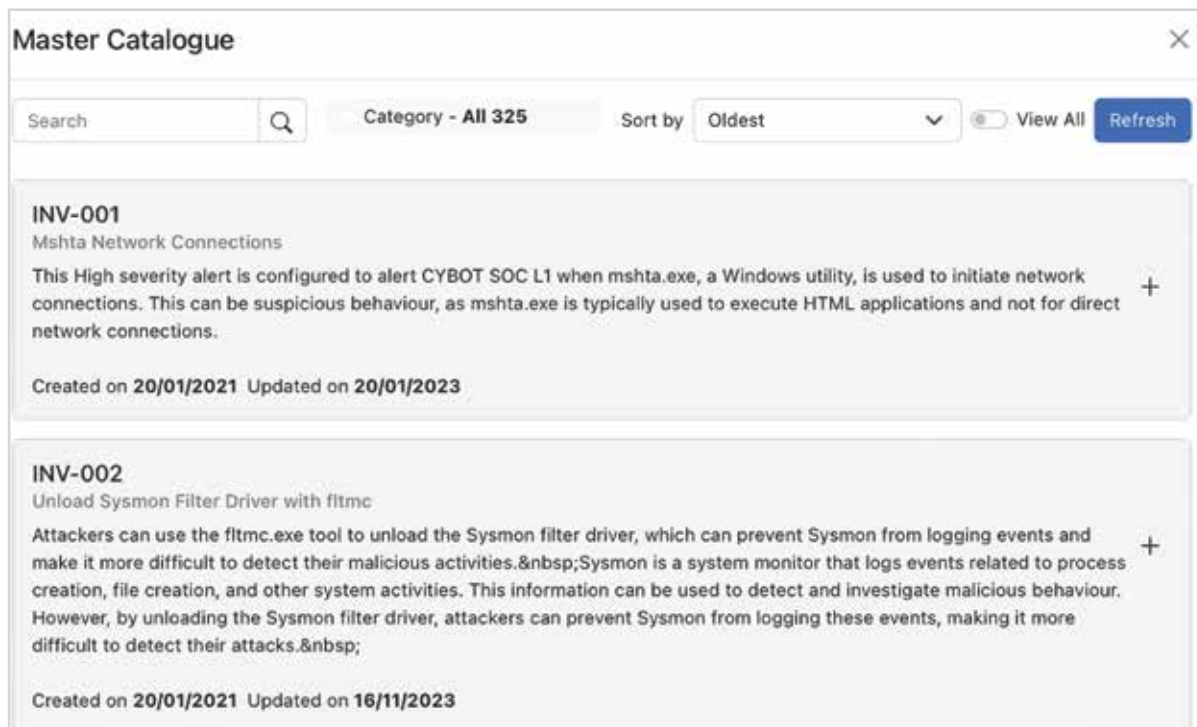 Master Catalogue
Search
Category - All 325
Sort by
Oldest
View All
Refresh
INV-001
Mshta Network Connections
This High severity alert is configured to alert CYBOT SOC L1 when mshta.exe, a Windows utility, is used to initiate network
connections. This can be suspicious behaviour, as mshta.exe is typically used to execute HTML applications and not for direct
network connections.
Created on 20/01/2021 Updated on 20/01/2023
INV-002
Unload Sysmon Filter Driver with fltmc
Attackers can use the fltmc.exe tool to unload the Sysmon filter driver, which can prevent Sysmon from logging events and
make it more difficult to detect their malicious activities.&nbsp;Sysmon is a system monitor that logs events related to process
creation, file creation, and other system activities. This information can be used to detect and investigate malicious behaviour.
However, by unloading the Sysmon filter driver, attackers can prevent Sysmon from logging these events, making it more
difficult to detect their attacks.&nbsp;
Created on 20/01/2021 Updated on 16/11/2023